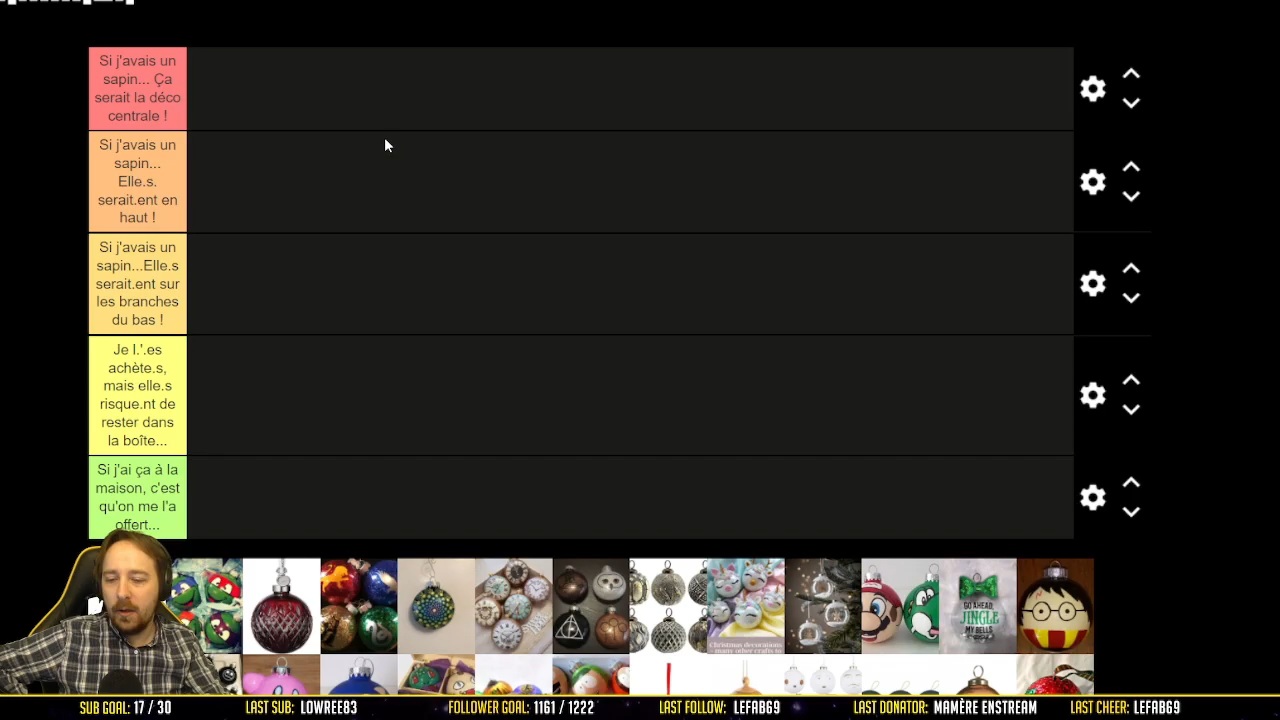 Si j'avais un
sapin... Ça
serait la déco
centrale !
Si j'avais un
sapin...
Elle.s.
serait.ent en
haut !
Si j'avais un
sapin...Elle.s
serait.ent sur
les branches
du bas !
Je l.'.es
achète.s,
mais elle.s
risque.nt de
rester dans
la boîte...
Si j'ai ça à la
maison, c'est
qu'on me l'a
offert...
Christmas decorations
GO AHEAD,
JINGLE
MY BELLS
SUB GOAL: 17 / 30
LAST SUB: LOWREE83
FOLLOWER GOAL: 1161 / 1222
LAST FOLLOW: LEFAB69
LAST DONATOR: MAMÈRE ENSTREAM
LAST CHEER: LEFAB69